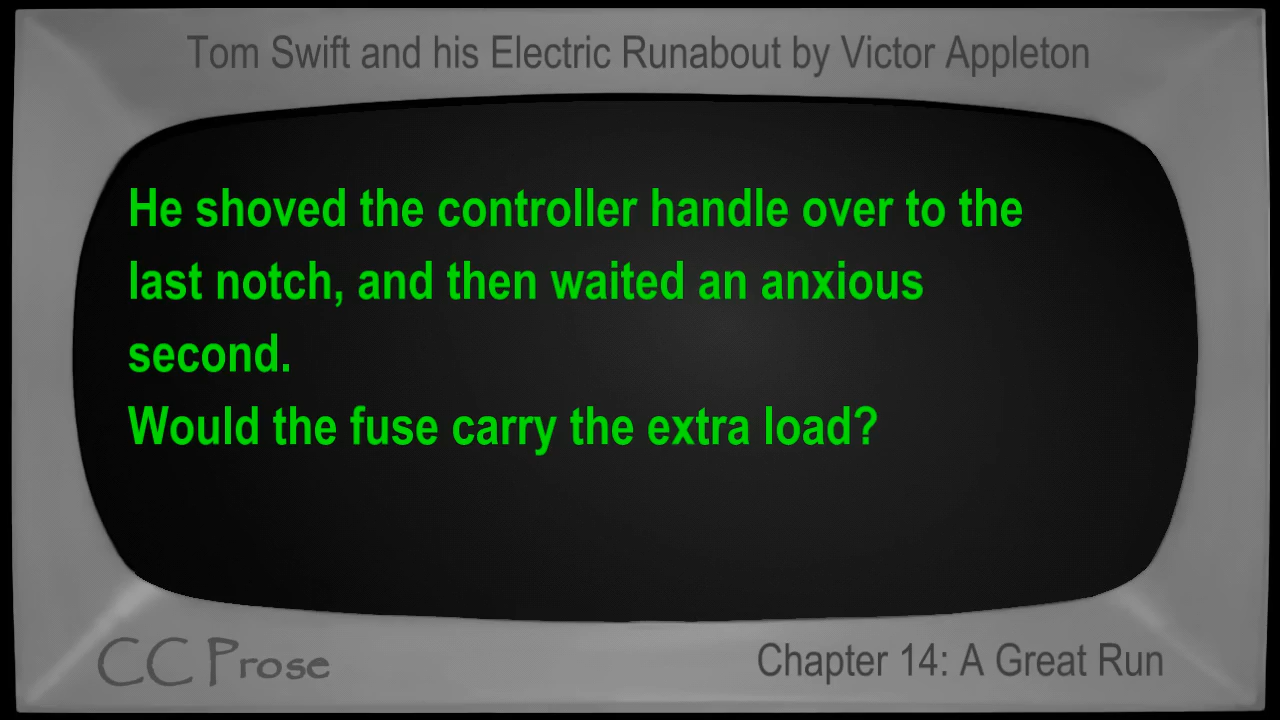 Tom Swift and his Electric Runabout by Victor Appleton
He shoved the controller handle over to the
last notch, and then waited an anxious
second.
Would the fuse carry the extra load?
CC Prose
Chapter 14: A Great Run